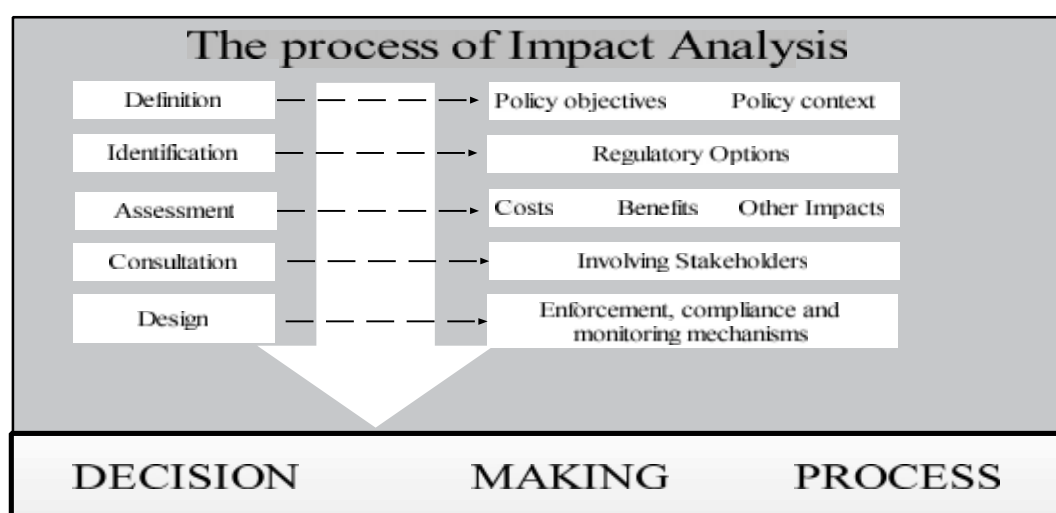 The process of Impact Analysis
Definition
Policy objectives Policy context
Identification
Regulatory Options
Assessment
Costs Benefits Other Impacts
Consultation
Involving Stakeholders
Design
Enforcement, compliance and
monitoring mechanisms
DECISION MAKING PROCESS